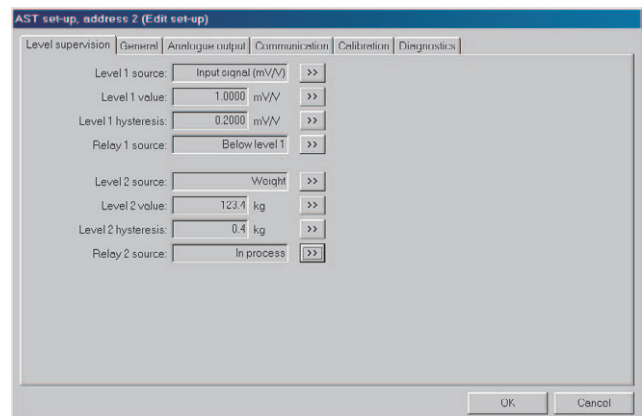 AST set-up, address 2 (Edit set-up)
Level supervision General Analogue output Communication Calibration Diagnostics
Level 1 source: Input signal (mV/V) >>
Level 1 value: 1.0000 mV/V >>
Level 1 hysteresis: 0.2000 mV/V >>
Relay 1 source: Below level 1 >>
Level 2 source: Weight >>
Level 2 value: 123.4 kg >>
Level 2 hysteresis: 0.4 kg >>
Relay 2 source: In process >>
OK Cancel